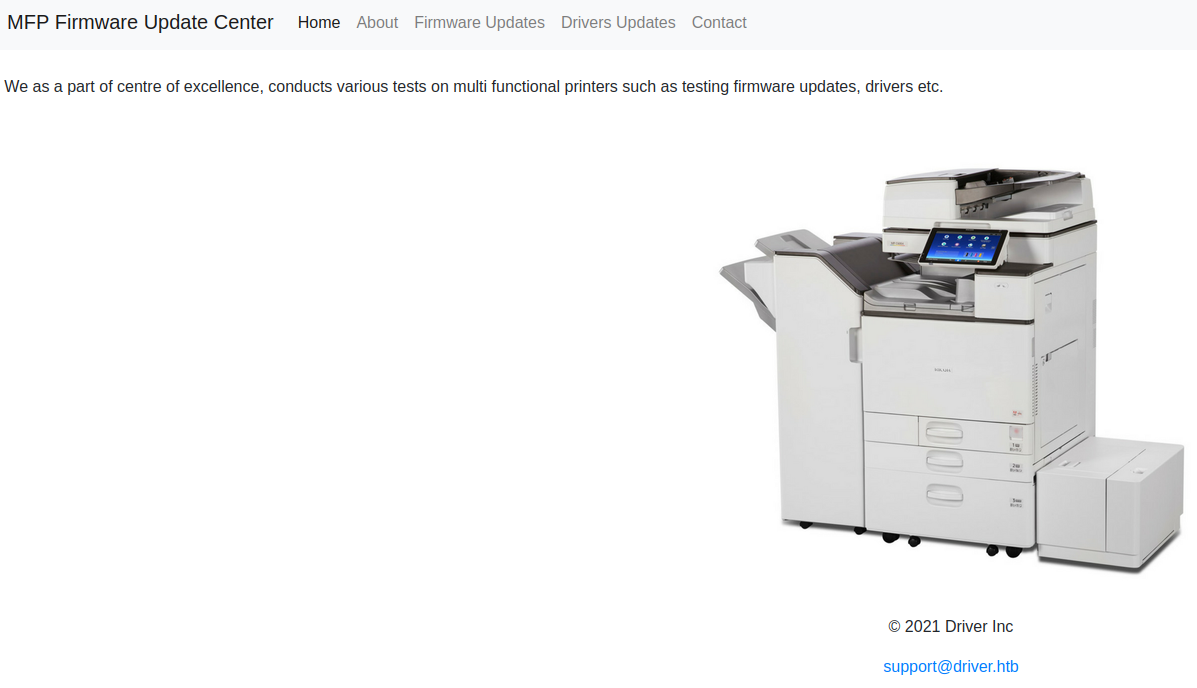 MFP Firmware Update Center Home About Firmware Updates Drivers Updates Contact
We as a part of centre of excellence, conducts various tests on multi functional printers such as testing firmware updates, drivers etc.
© 2021 Driver Inc
support@driver.htb